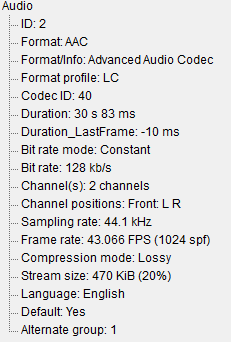 Audio
ID: 2
Format: AAC
Format/Info: Advanced Audio Codec
Format profile: LC
Codec ID: 40
Duration: 30 s 83 ms
Duration_LastFrame: -10 ms
Bit rate mode: Constant
Bit rate: 128 kb/s
Channel(s): 2 channels
Channel positions: Front: L R
Sampling rate: 44.1 kHz
Frame rate: 43.066 FPS (1024 spf)
Compression mode: Lossy
Stream size: 470 KiB (20%)
Language: English
Default: Yes
Alternate group: 1